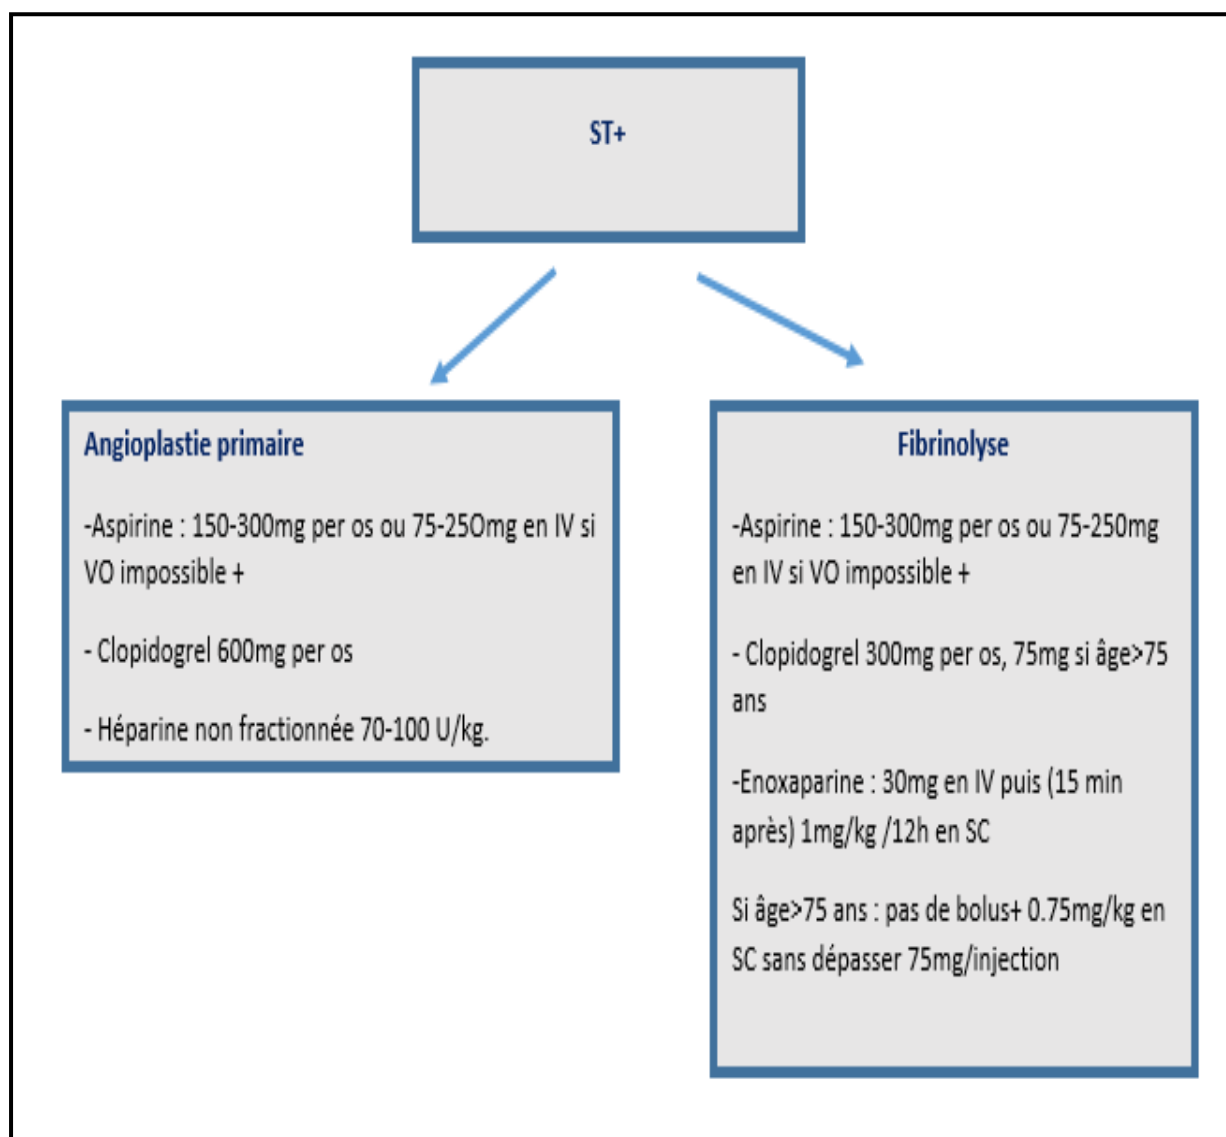 ST+
Angioplastie primaire
-Aspirine : 150-300mg per os ou 75-25Omg en IV si
VO impossible +
- Clopidogrel 600mg per os
- Héparine non fractionnée 70-100 U/kg.
Fibrinolyse
-Aspirine : 150-300mg per os ou 75-250mg
en IV si VO impossible +
- Clopidogrel 300mg per os, 75mg si âge>75
ans
-Enoxaparine : 30mg en IV puis (15 min
après) 1mg/kg /12h en SC
Si âge>75 ans : pas de bolus+ 0.75mg/kg en
SC sans dépasser 75mg/injection